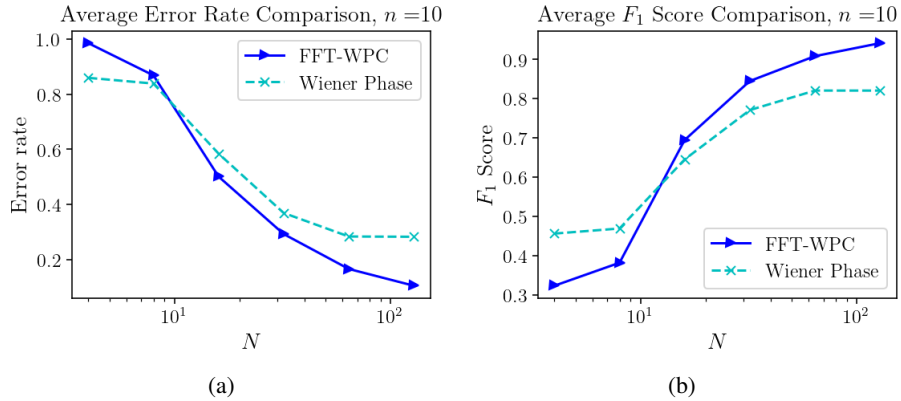 Average Error Rate Comparison, n = 10
1.0
0.8
0.6
0.4
0.2
Error rate
FFT-WPC
Wiener Phase
10^1
10^2
N
(a)
Average F_1 Score Comparison, n = 10
0.9
0.8
0.7
0.6
0.5
0.4
0.3
F_1 Score
FFT-WPC
Wiener Phase
10^1
10^2
N
(b)